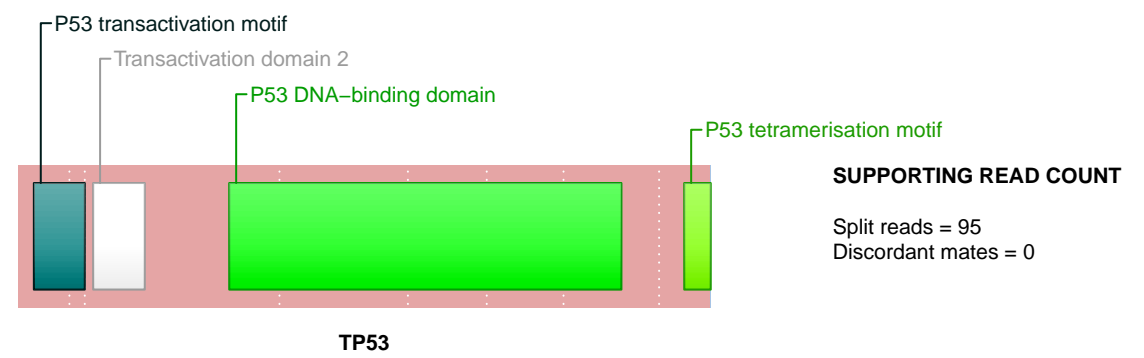 P53 transactivation motif
Transactivation domain 2
P53 DNA−binding domain
P53 tetramerisation motif
SUPPORTING READ COUNT
Split reads = 95
Discordant mates = 0
TP53